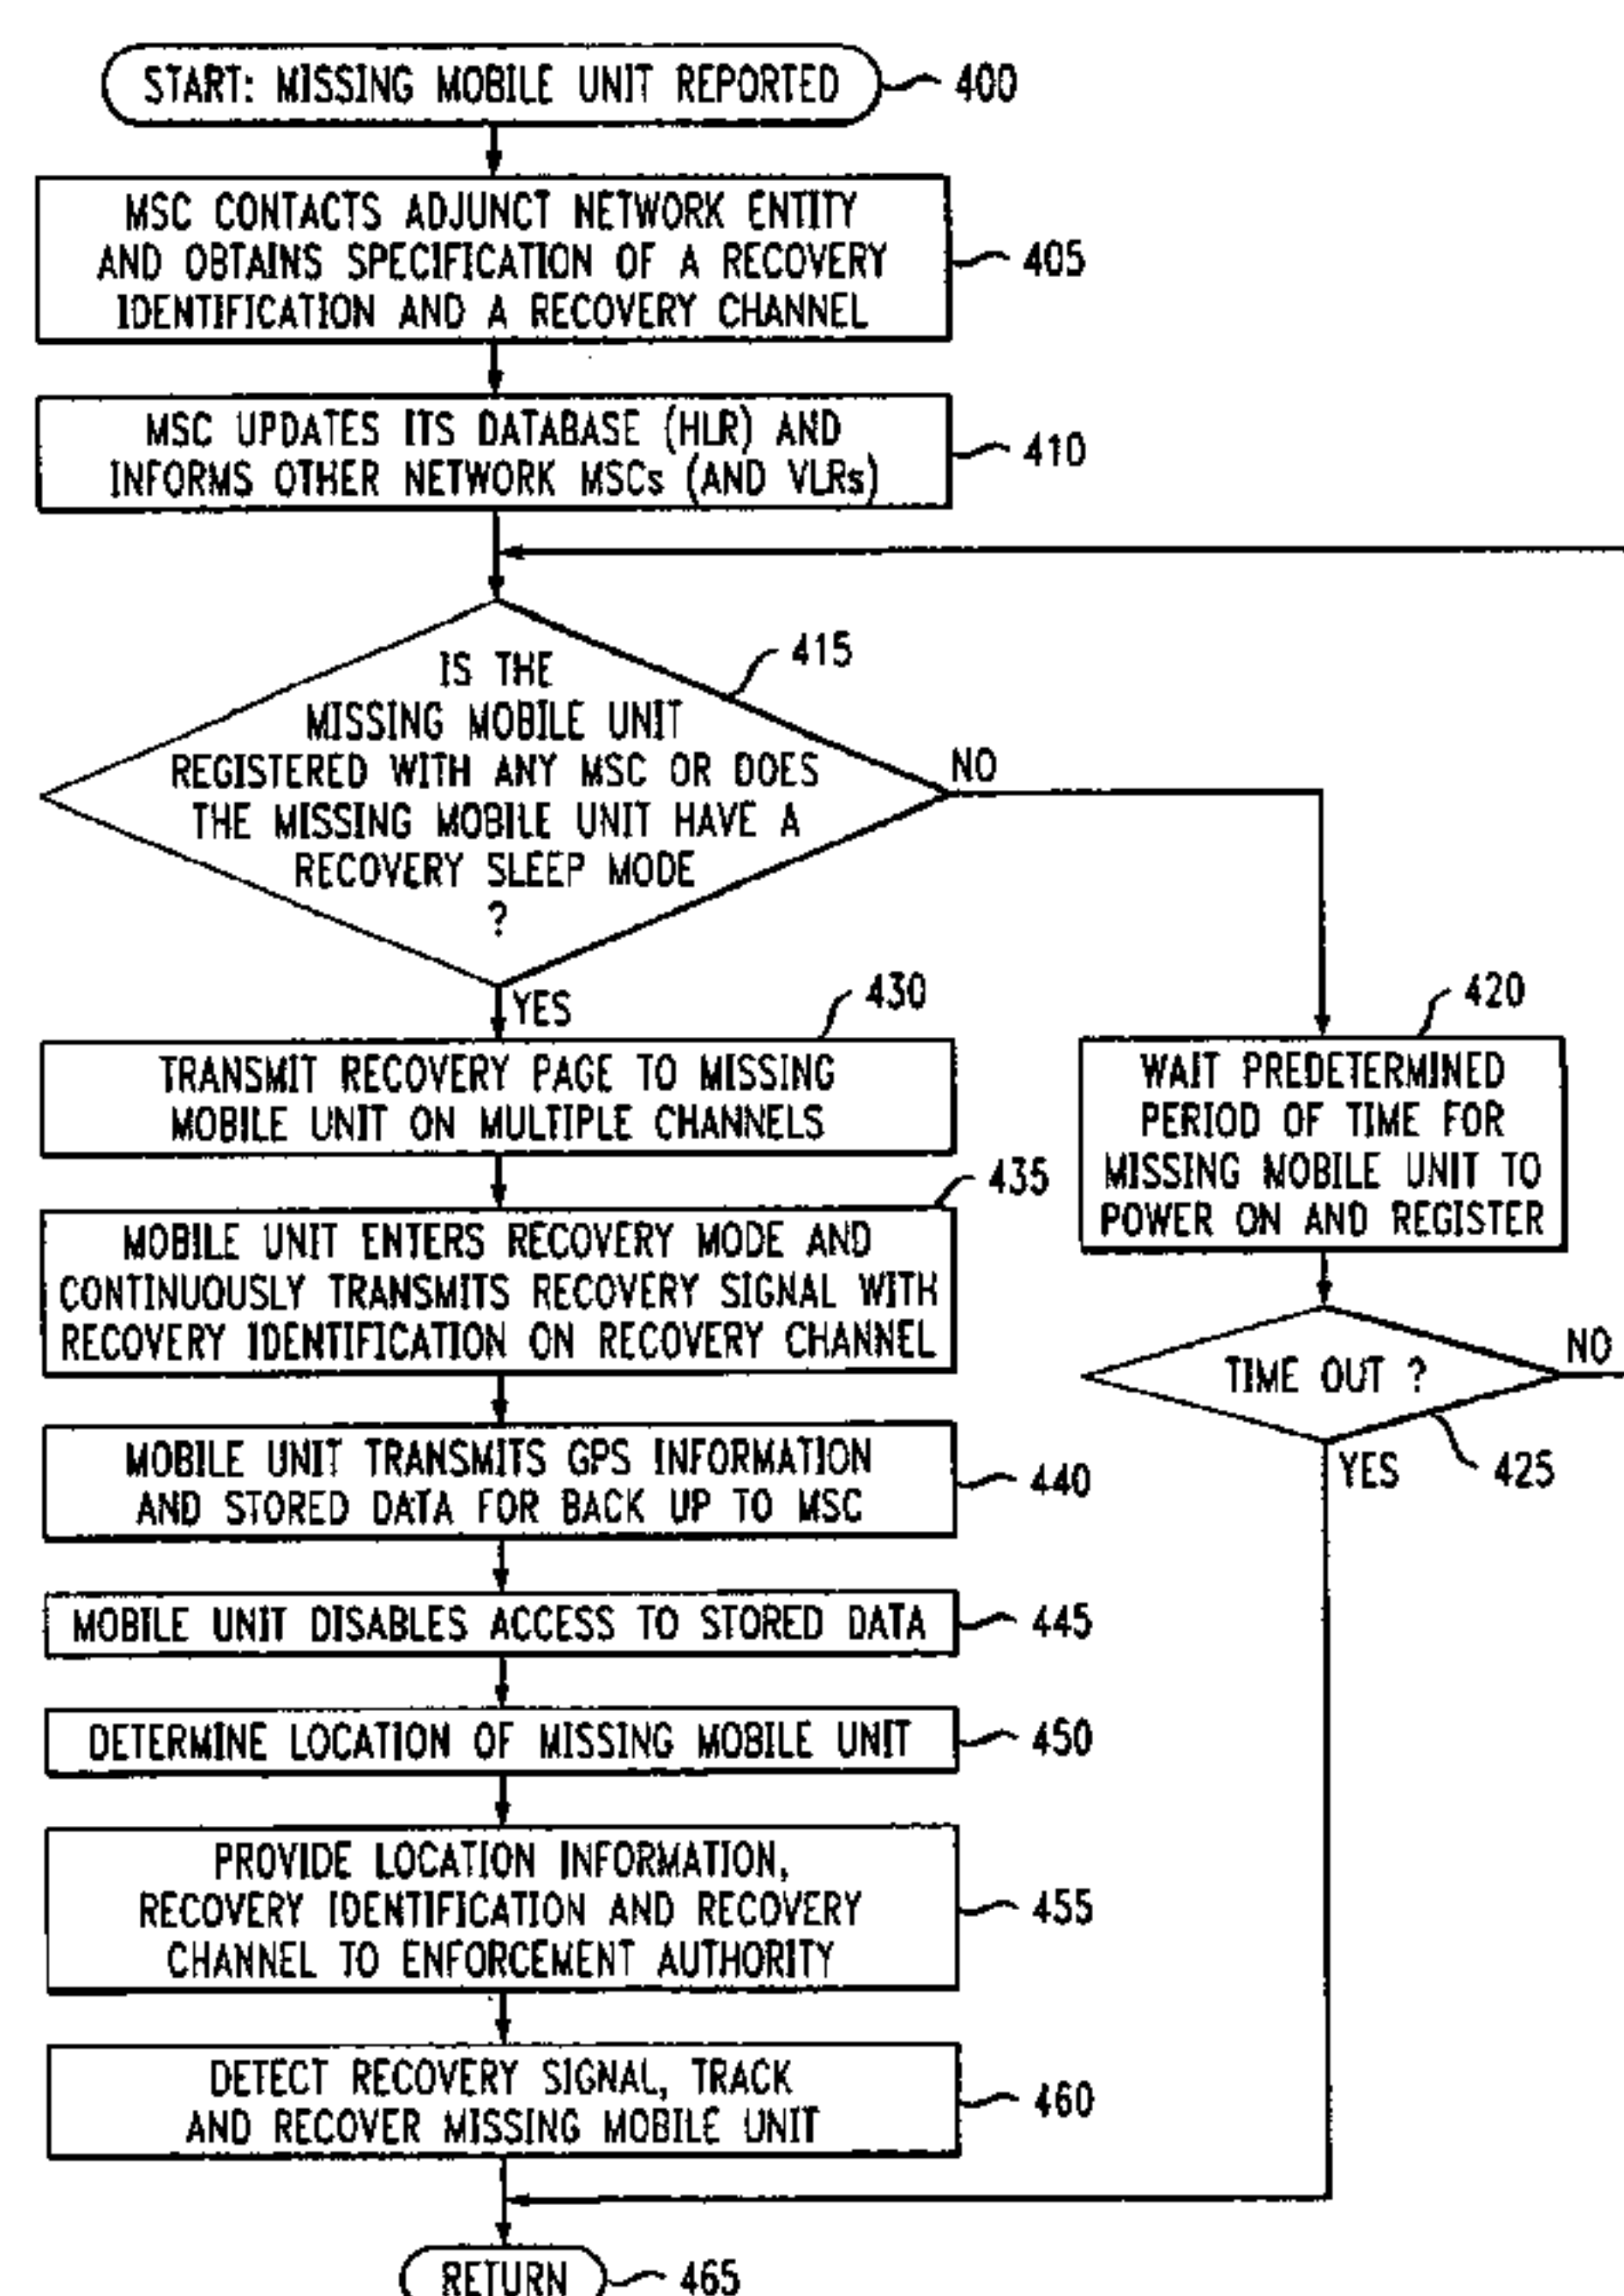 START: MISSING MOBILE UNIT REPORTED
400
MSC CONTACTS ADJUNCT NETWORK ENTITY
AND OBTAINS SPECIFICATION OF A RECOVERY
IDENTIFICATION AND A RECOVERY CHANNEL
405
MSC UPDATES ITS DATABASE (HLR) AND
INFORMS OTHER NETWORK MSCs (AND VLRs)
410
IS THE
MISSING MOBILE UNIT
REGISTERED WITH ANY MSC OR DOES
THE MISSING MOBILE UNIT HAVE A
RECOVERY SLEEP MODE
?
415
NO
YES
430
TRANSMIT RECOVERY PAGE TO MISSING
MOBILE UNIT ON MULTIPLE CHANNELS
420
WAIT PREDETERMINED
PERIOD OF TIME FOR
MISSING MOBILE UNIT TO
POWER ON AND REGISTER
435
MOBILE UNIT ENTERS RECOVERY MODE AND
CONTINUOUSLY TRANSMITS RECOVERY SIGNAL WITH
RECOVERY IDENTIFICATION ON RECOVERY CHANNEL
TIME OUT ?
NO
YES
425
MOBILE UNIT TRANSMITS GPS INFORMATION
AND STORED DATA FOR BACK UP TO MSC
440
MOBILE UNIT DISABLES ACCESS TO STORED DATA
445
DETERMINE LOCATION OF MISSING MOBILE UNIT
450
PROVIDE LOCATION INFORMATION,
RECOVERY IDENTIFICATION AND RECOVERY
CHANNEL TO ENFORCEMENT AUTHORITY
455
DETECT RECOVERY SIGNAL, TRACK
AND RECOVER MISSING MOBILE UNIT
460
RETURN
465